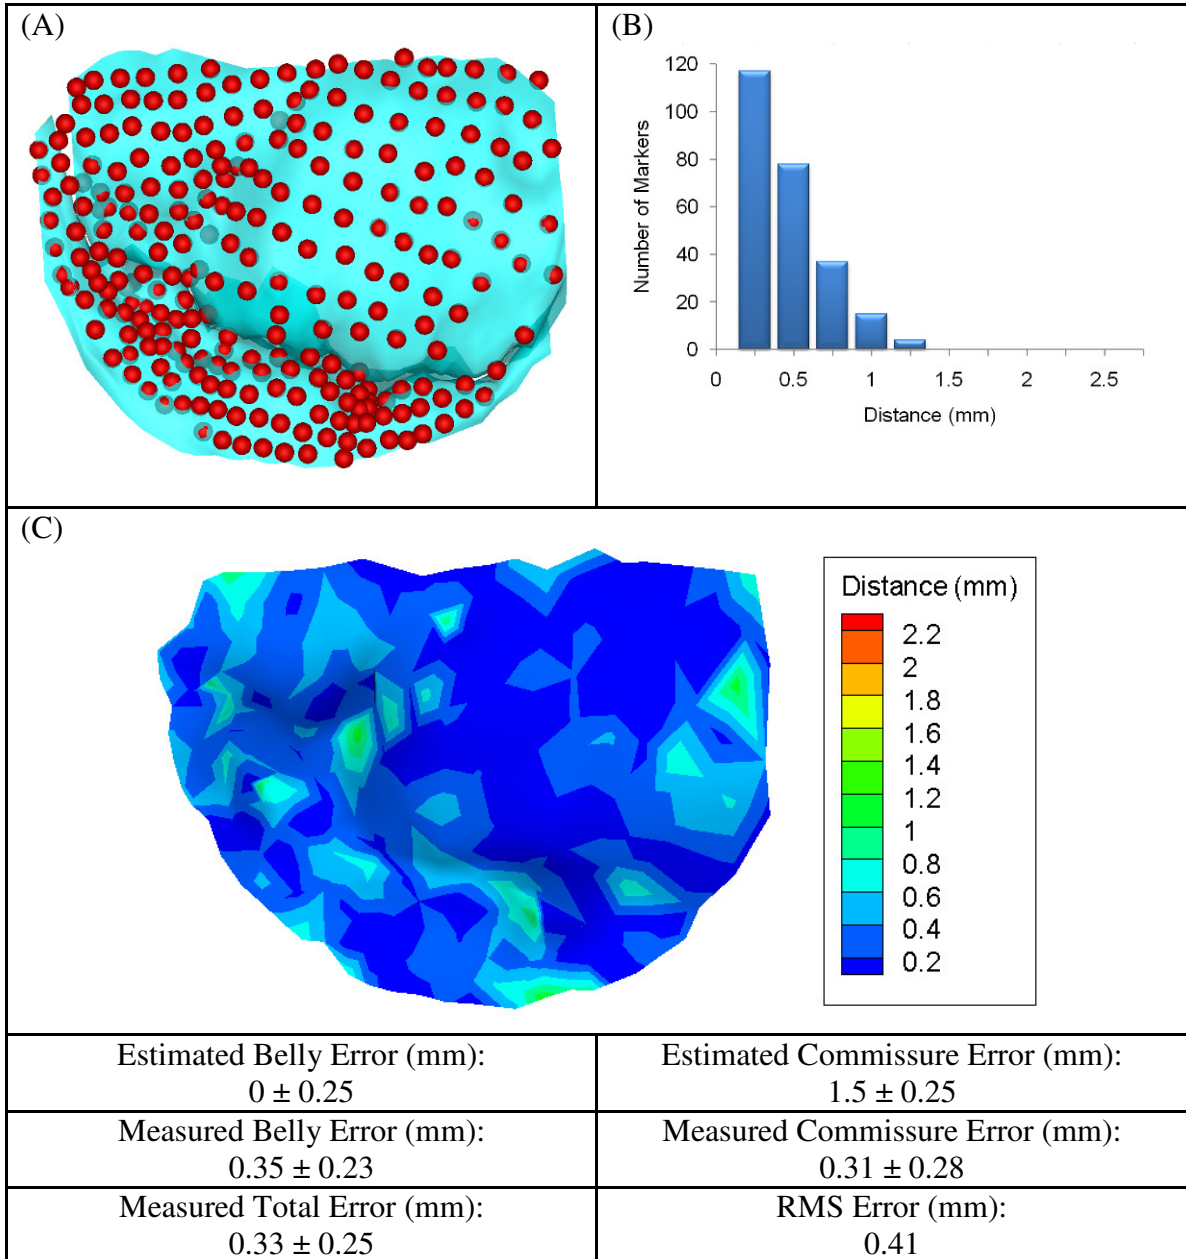 (A)
(B)
120
100
80
60
40
20
0
Number of Markers
0 0.5 1 1.5 2 2.5
Distance (mm)
(C)
Distance (mm)
2.2
2
1.8
1.6
1.4
1.2
1
0.8
0.6
0.4
0.2
Estimated Belly Error (mm):
0 ± 0.25
Estimated Commissure Error (mm):
1.5 ± 0.25
Measured Belly Error (mm):
0.35 ± 0.23
Measured Commissure Error (mm):
0.31 ± 0.28
Measured Total Error (mm):
0.33 ± 0.25
RMS Error (mm):
0.41